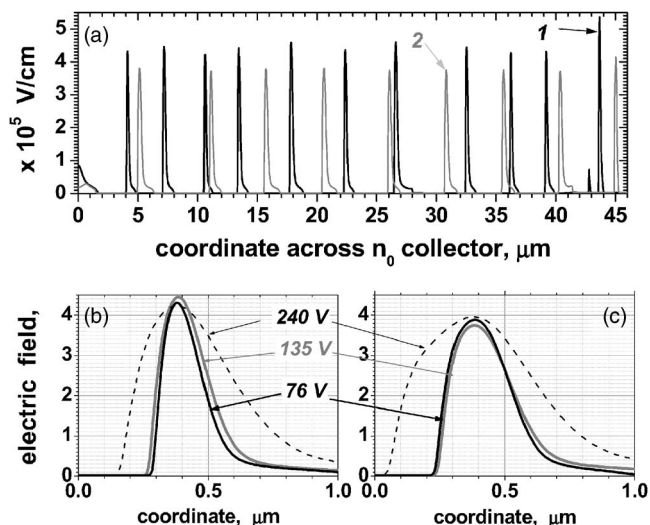 (a)
1
2
x 10⁵ V/cm
5
4
3
2
1
0
0 5 10 15 20 25 30 35 40 45
coordinate across n₀ collector, μm
(b)
(c)
240 V
135 V
76 V
electric field,
4
3
2
1
0
4
3
2
1
0
0.0 0.5 1.0
0.0 0.5 1.0
coordinate, μm
coordinate, μm